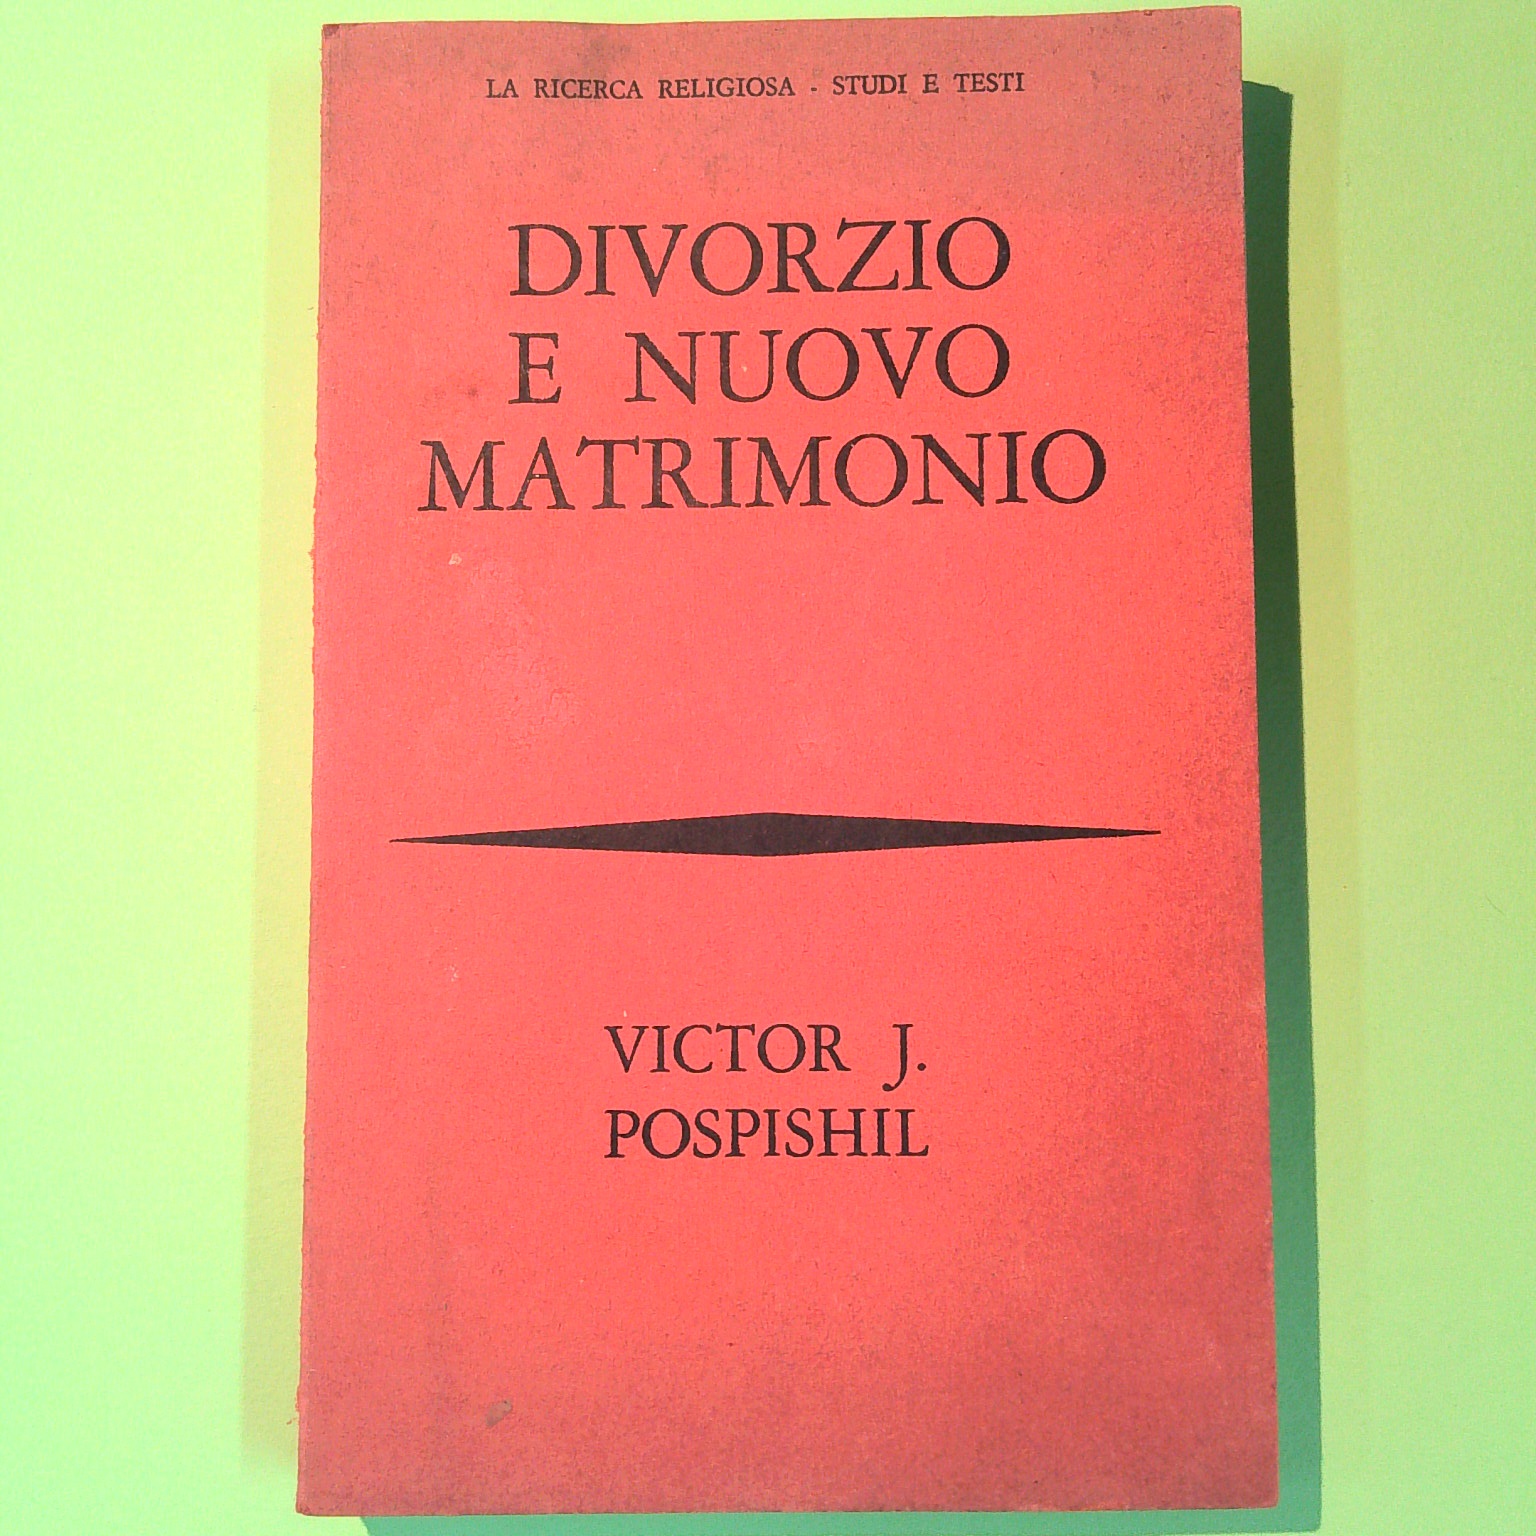 LA RICERCA RELIGIOSA - STUDI E TESTI
DIVORZIO
E NUOVO
MATRIMONIO
VICTOR J.
POSPISHIL